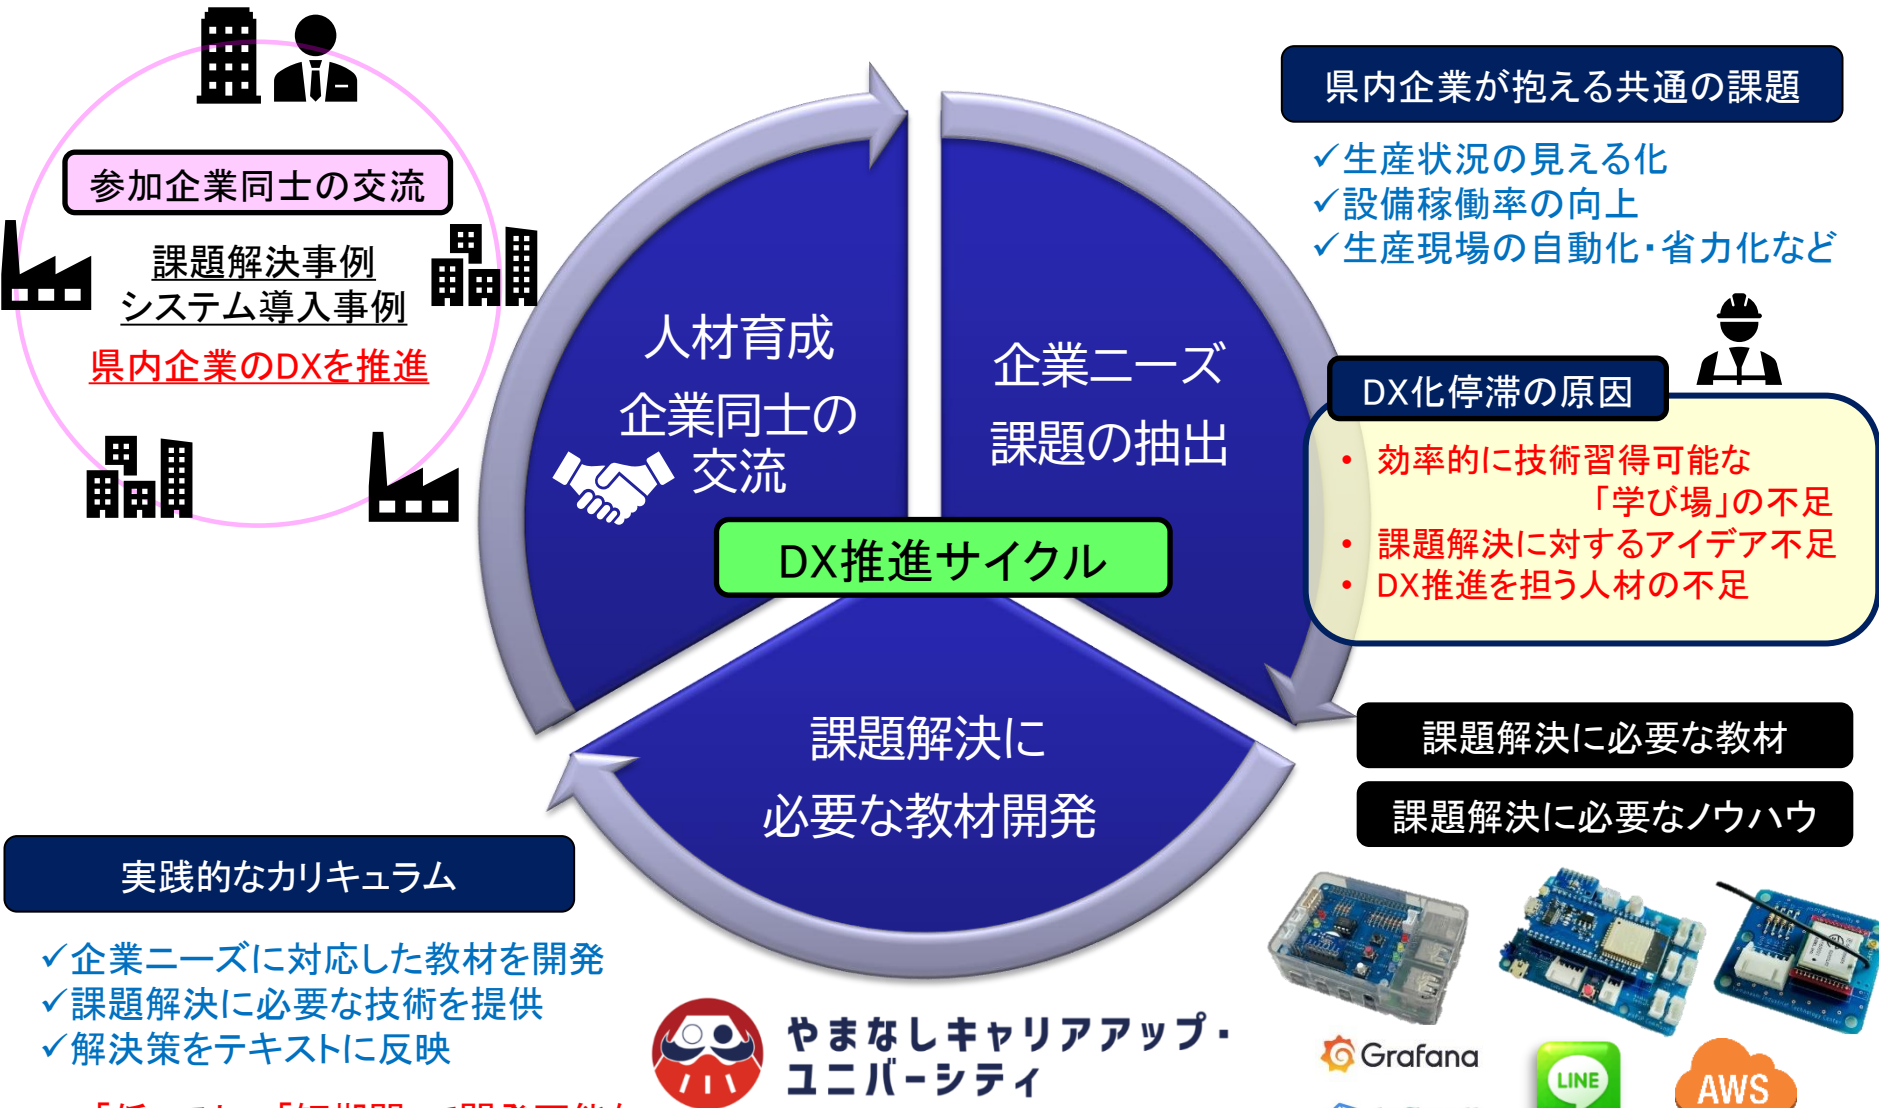 参加企業同士の交流
課題解決事例
システム導入事例
県内企業のDXを推進
人材育成
企業同士の
交流
企業ニーズ
課題の抽出
DX推進サイクル
課題解決に
必要な教材開発
県内企業が抱える共通の課題
✓生産状況の見える化
✓設備稼働率の向上
✓生産現場の自動化・省力化など
DX化停滞の原因
• 効率的に技術習得可能な
「学び場」の不足
• 課題解決に対するアイデア不足
• DX推進を担う人材の不足
課題解決に必要な教材
課題解決に必要なノウハウ
実践的なカリキュラム
✓企業ニーズに対応した教材を開発
✓課題解決に必要な技術を提供
✓解決策をテキストに反映
やまなしキャリアアップ・
ユニバーシティ
Grafana
LINE
AWS